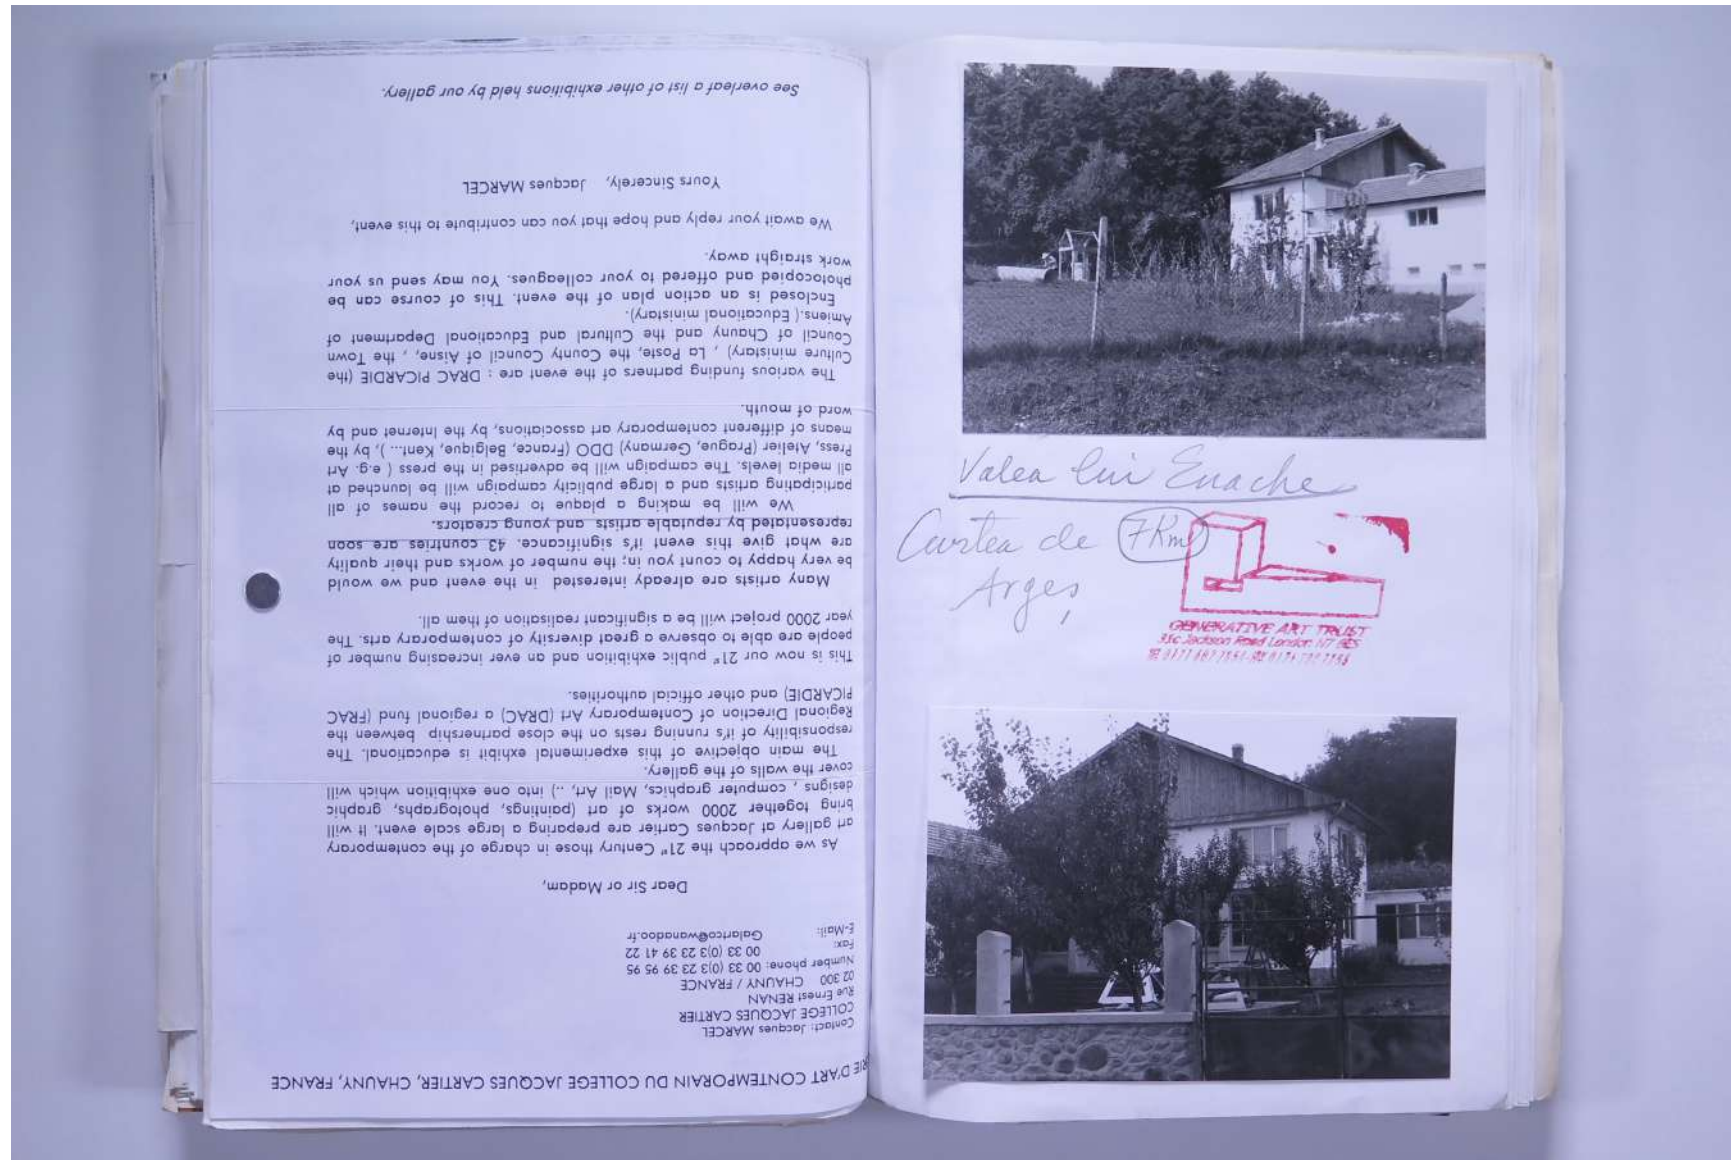 RIE D'ART CONTEMPORAIN DU COLLEGE JACQUES CARTIER, CHAUNY, FRANCE
Contact: Jacques MARCEL
COLLEGE JACQUES CARTIER
Rue Ernest RENAN
02 300 CHAUNY / FRANCE
Number phone: 00 33 (0)3 23 39 95 95
Fax: 00 33 (0)3 23 39 41 22
E-Mail: Galartco@wanadoo.fr
Dear Sir or Madam,
As we approach the 21st Century those in charge of the contemporary
art gallery at Jacques Cartier are preparing a large scale event. It will
bring together 2000 works of art (paintings, photographs, graphic
designs , computer graphics, Mail Art, ..) into one exhibition which will
cover the walls of the gallery.
The main objective of this experimental exhibit is educational. The
responsibility of it's running rests on the close partnership between the
Regional Direction of Contemporary Art (DRAC) a regional fund (FRAC
PICARDIE) and other official authorities.
This is now our 21st public exhibition and an ever increasing number of
people are able to observe a great diversity of contemporary arts. The
year 2000 project will be a significant realisation of them all.
Many artists are already interested in the event and we would
be very happy to count you in; the number of works and their quality
are what give this event it's significance. 43 countries are soon
representated by reputable artists and young creators.
We will be making a plaque to record the names of all
participating artists and a large publicity campaign will be launched at
all media levels. The campaign will be advertised in the press ( e.g. Art
Press, Atelier (Prague, Germany) DDO (France, Belgique, Kent... ), by the
means of different contemporary art associations, by the Internet and by
word of mouth.
The various funding partners of the event are : DRAC PICARDIE (the
Culture ministary) , La Poste, the County Council of Aisne, , the Town
Council of Chauny and the Cultural and Educational Department of
Amiens.( Educational ministary).
Enclosed is an action plan of the event. This of course can be
photocopied and offered to your colleagues. You may send us your
work straight away.
We await your reply and hope that you can contribute to this event,
Yours Sincerely, Jacques MARCEL
See overleaf a list of other exhibitions held by our gallery.
Valea lui Enache
Curtea de 7Km
Argeș
GENERATIVE ART TRUST
Jackson Road London N7 6ES